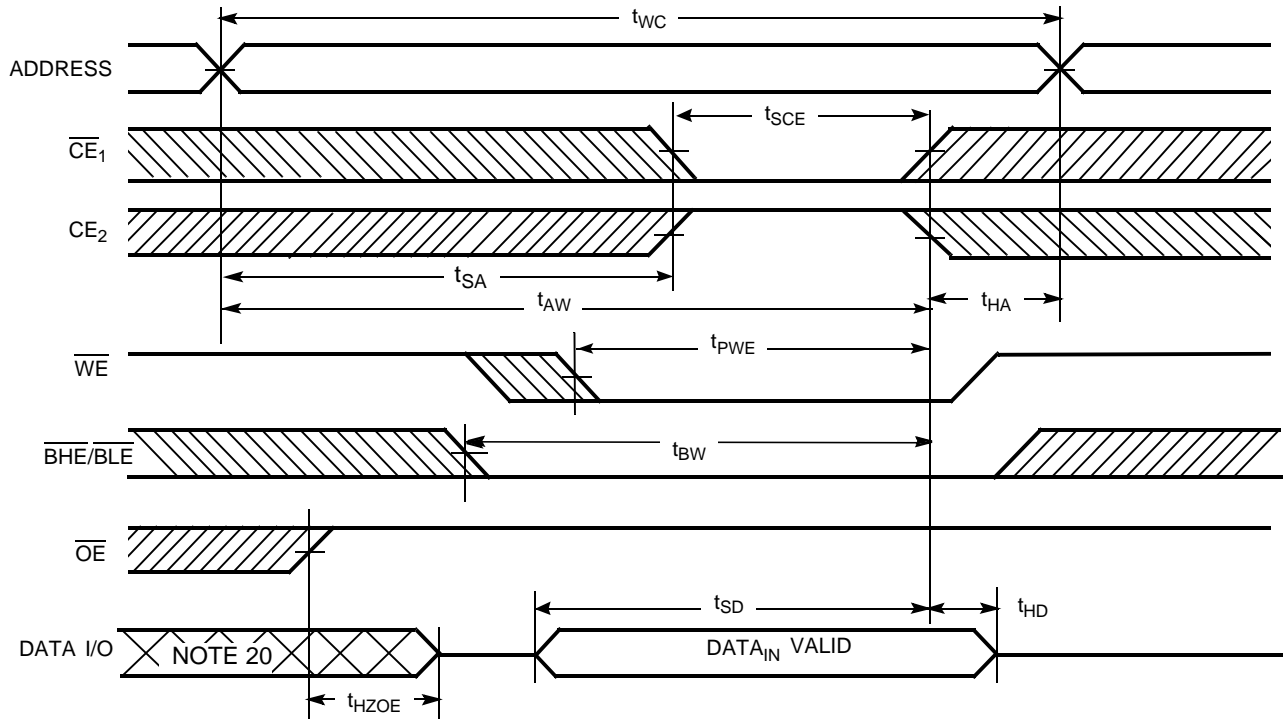 tWC
ADDRESS
tSCE
CE1
CE2
tSA
tAW
tHA
tPWE
WE
tBW
BHE/BLE
OE
tSD
tHD
DATA I/O
NOTE 20
DATAIN VALID
tHZOE